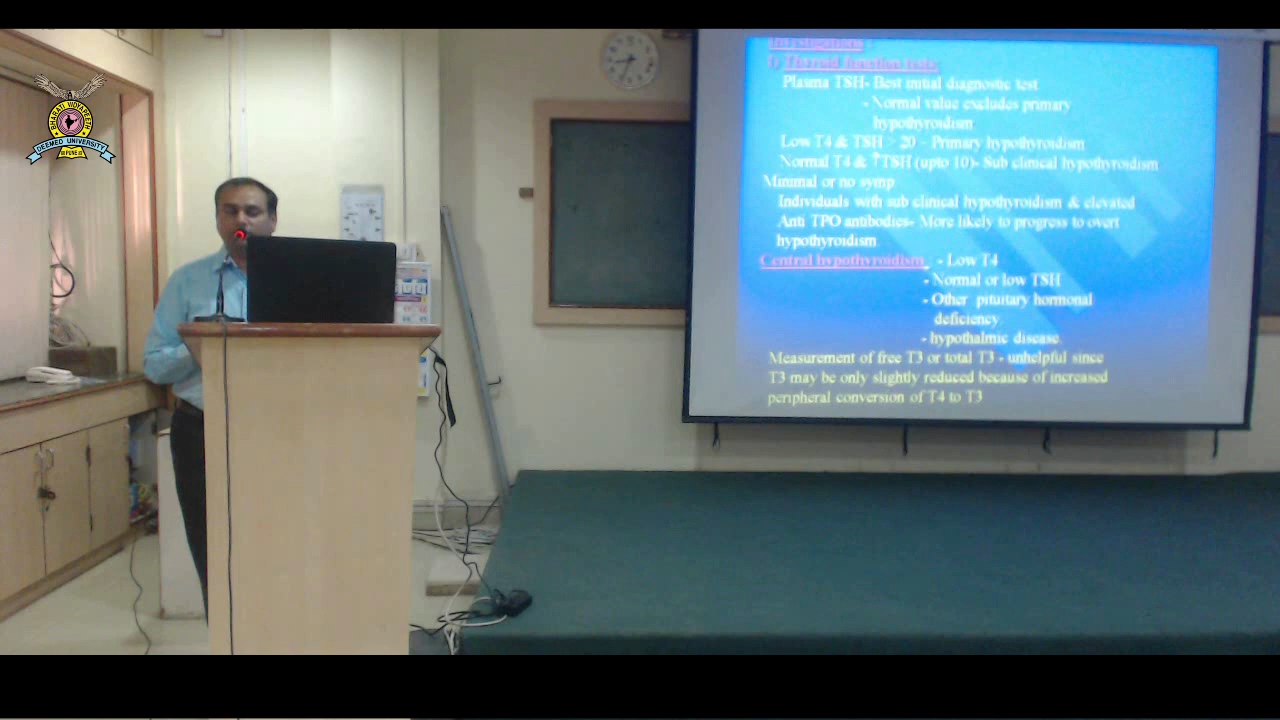 BHARATI VIDYAPEETH
DEEMED UNIVERSITY
Investigations :
1) Thyroid function tests
Plasma TSH- Best initial diagnostic test
- Normal value excludes primary
hypothyroidism
Low T4 & TSH > 20 - Primary hypothyroidism
Normal T4 & ↑TSH (upto 10)- Sub clinical hypothyroidism
Minimal or no symp
Individuals with sub clinical hypothyroidism & elevated
Anti TPO antibodies- More likely to progress to overt
hypothyroidism
Central hypothyroidism - Low T4
- Normal or low TSH
- Other pituitary hormonal
deficiency.
- hypothalmic disease.
Measurement of free T3 or total T3 - unhelpful since
T3 may be only slightly reduced because of increased
peripheral conversion of T4 to T3